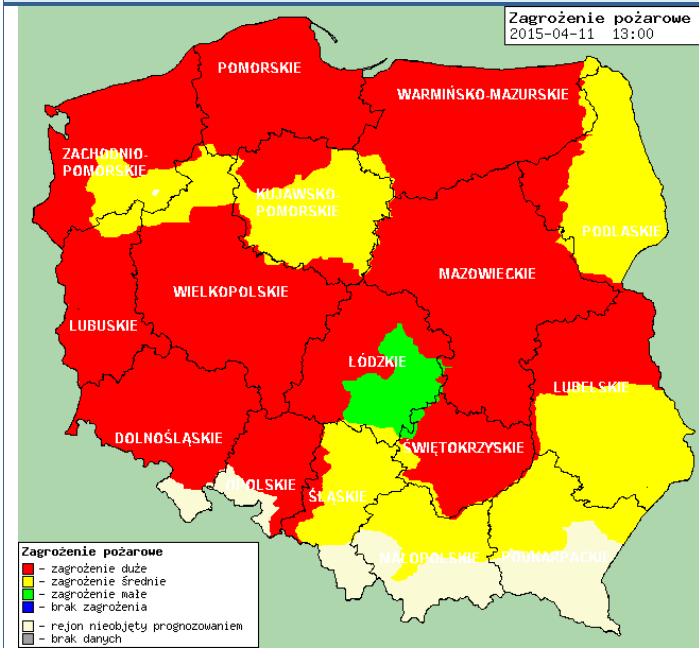 Zagrożenie pożarowe
2015-04-11 13:00
POMORSKIE
WARMIŃSKO-MAZURSKIE
ZACHODNIO-
POMORSKIE
KUJAWSKO-
POMORSKIE
PODLASKIE
MAZOWIECKIE
WIELKOPOLSKIE
LUBUSKIE
ŁÓDZKIE
LUBELSKIE
DOLNOŚLĄSKIE
ŚWIĘTOKRZYSKIE
OPOLSKIE
ŚLĄSKIE
MAŁOPOLSKIE
PODKARPACKIE
Zagrożenie pożarowe
- zagrożenie duże
- zagrożenie średnie
- zagrożenie małe
- brak zagrożenia
- rejon nieobjęty prognozowaniem
- brak danych